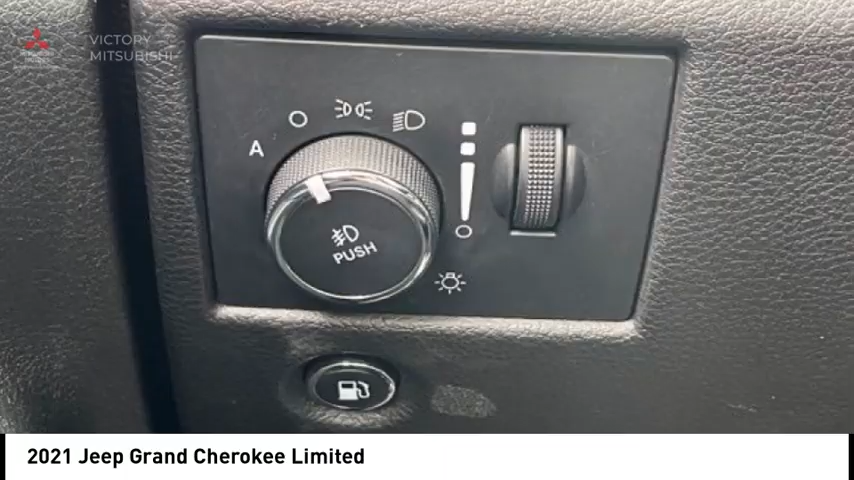 VICTORY
MITSUBISHI
A
PUSH
2021 Jeep Grand Cherokee Limited